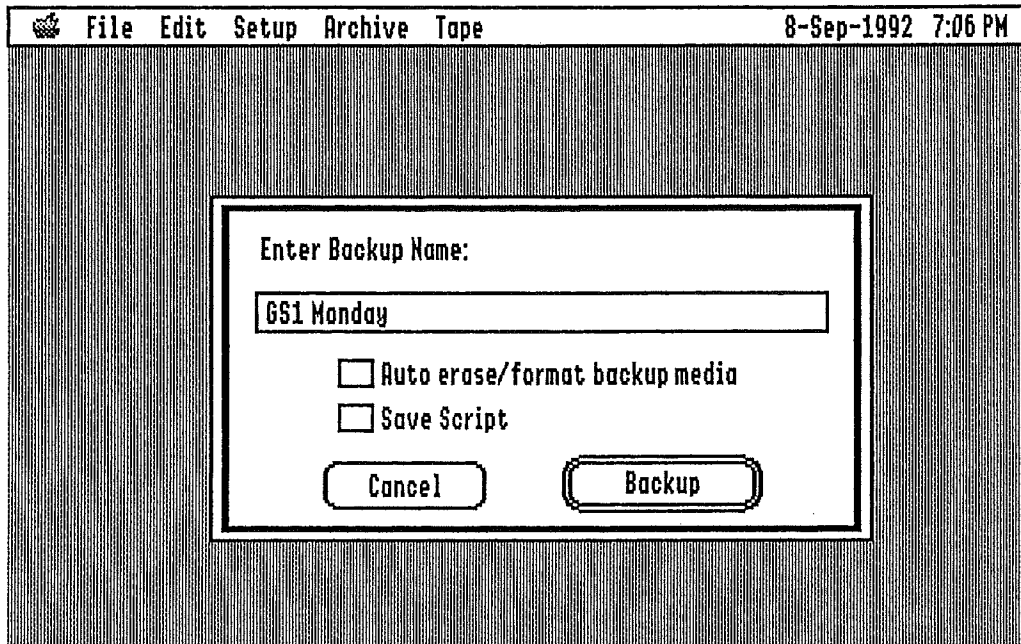 File Edit Setup Archive Tape 8-Sep-1992 7:06 PM
Enter Backup Name:
GS1 Monday
Auto erase/format backup media
Save Script
Cancel Backup